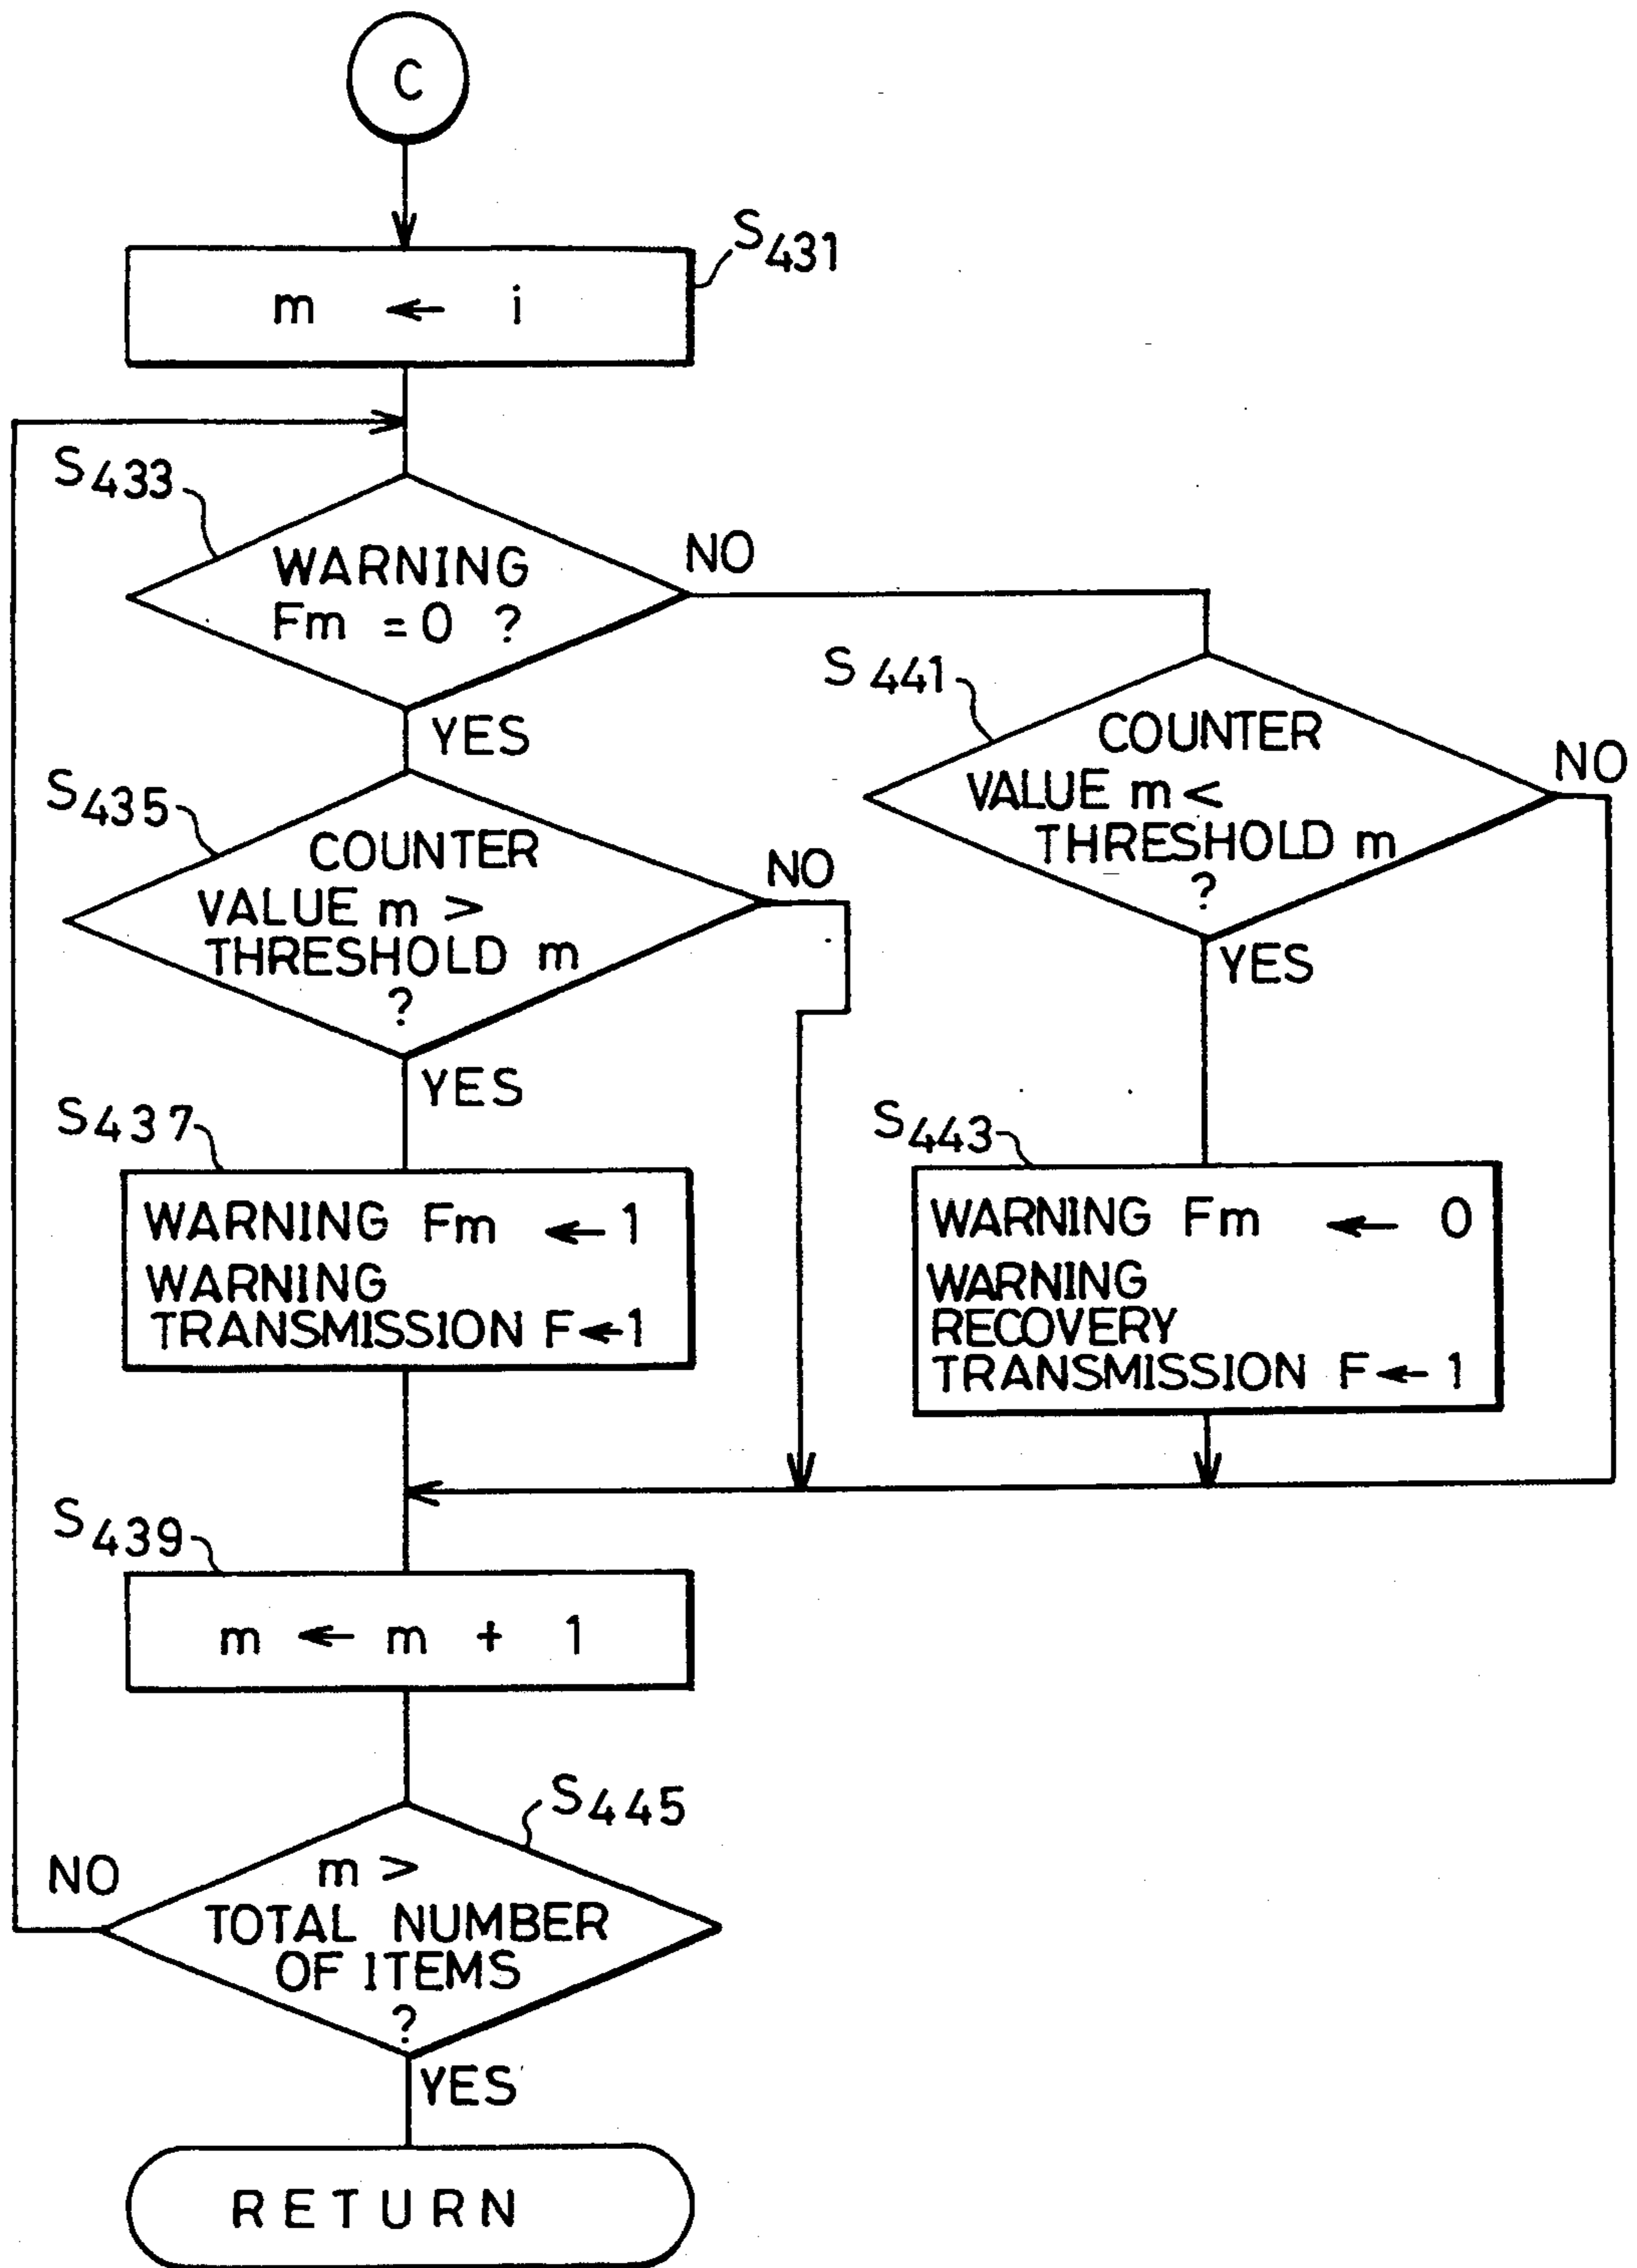 C
S431
m ← i
S433
WARNING
Fm = 0 ?
NO
YES
S441
COUNTER
VALUE m <
THRESHOLD m
?
NO
YES
S435
COUNTER
VALUE m >
THRESHOLD m
?
NO
YES
S437
WARNING Fm ← 1
WARNING
TRANSMISSION F ← 1
S443
WARNING Fm ← 0
WARNING
RECOVERY
TRANSMISSION F ← 1
S439
m ← m + 1
S445
m >
TOTAL NUMBER
OF ITEMS
?
NO
YES
RETURN